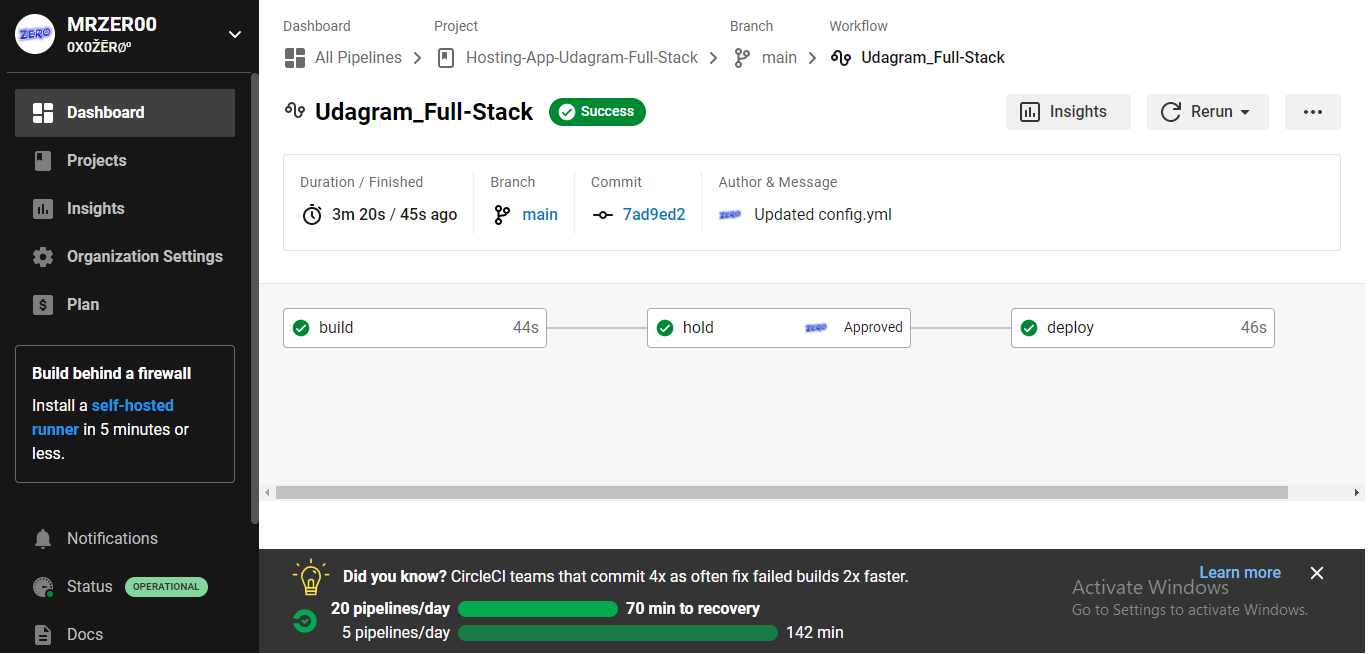 ZERO
MRZER00
0X0ŽĒRØº
Dashboard
Projects
Insights
Organization Settings
Plan
Build behind a firewall
Install a self-hosted
runner in 5 minutes or
less.
Notifications
Status OPERATIONAL
Docs
Dashboard Project Branch Workflow
All Pipelines Hosting-App-Udagram-Full-Stack main Udagram_Full-Stack
Udagram_Full-Stack Success Insights Rerun
Duration / Finished Branch Commit Author & Message
3m 20s / 45s ago main 7ad9ed2 ZERO Updated config.yml
build 44s hold ZERO Approved deploy 46s
Did you know? CircleCI teams that commit 4x as often fix failed builds 2x faster. Learn more
20 pipelines/day 70 min to recovery
5 pipelines/day 142 min
Activate Windows
Go to Settings to activate Windows.